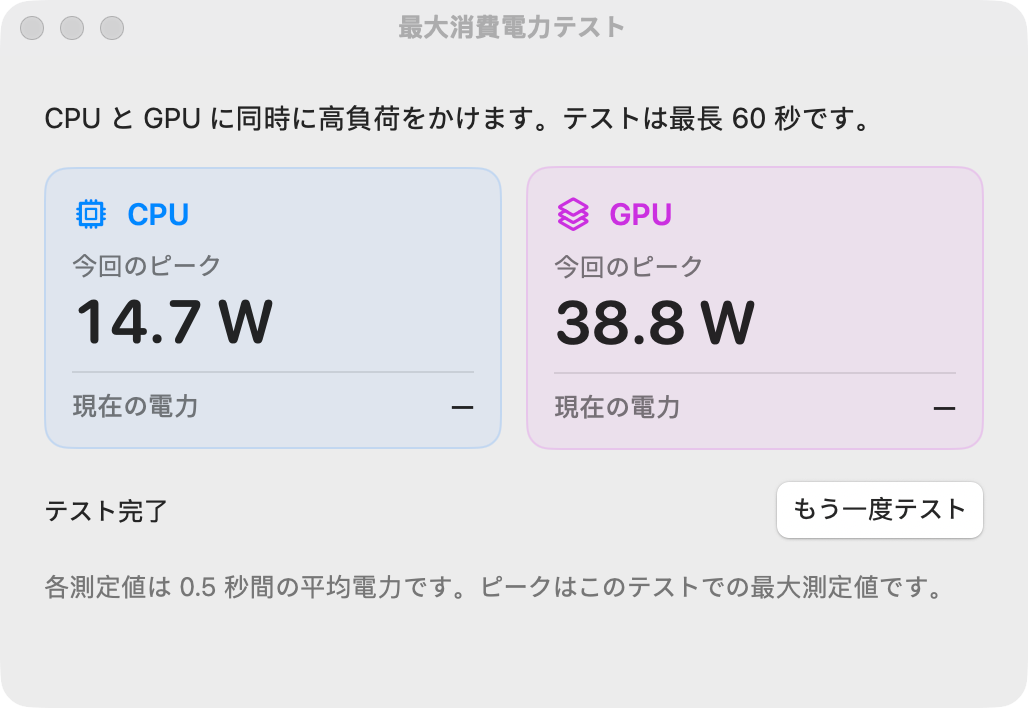 最大消費電力テスト
CPU と GPU に同時に高負荷をかけます。テストは最長 60 秒です。
CPU
今回のピーク
14.7 W
現在の電力 —
GPU
今回のピーク
38.8 W
現在の電力 —
テスト完了
もう一度テスト
各測定値は 0.5 秒間の平均電力です。ピークはこのテストでの最大測定値です。